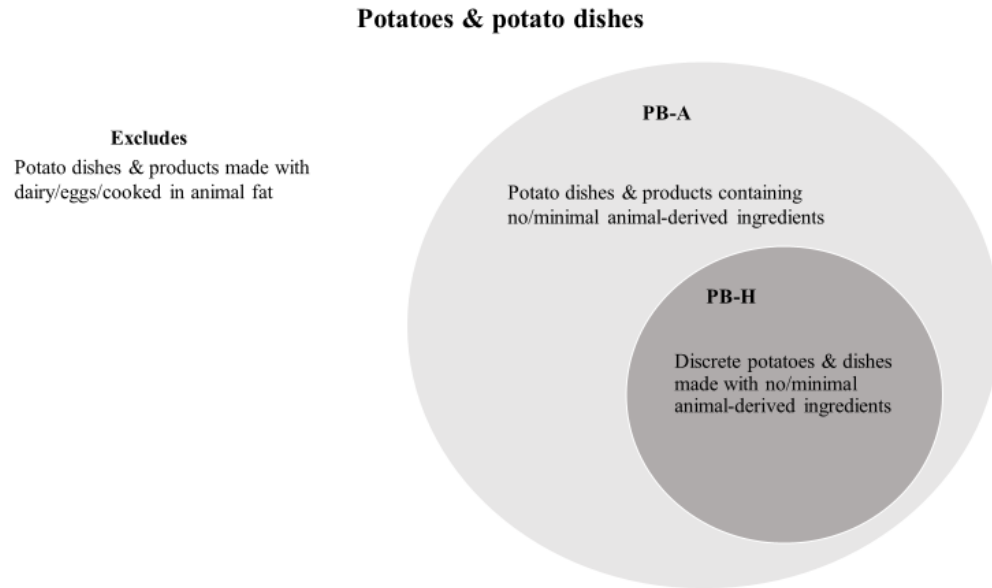 Potatoes & potato dishes
Excludes
Potato dishes & products made with
dairy/eggs/cooked in animal fat
PB-A
Potato dishes & products containing
no/minimal animal-derived ingredients
PB-H
Discrete potatoes & dishes
made with no/minimal
animal-derived ingredients